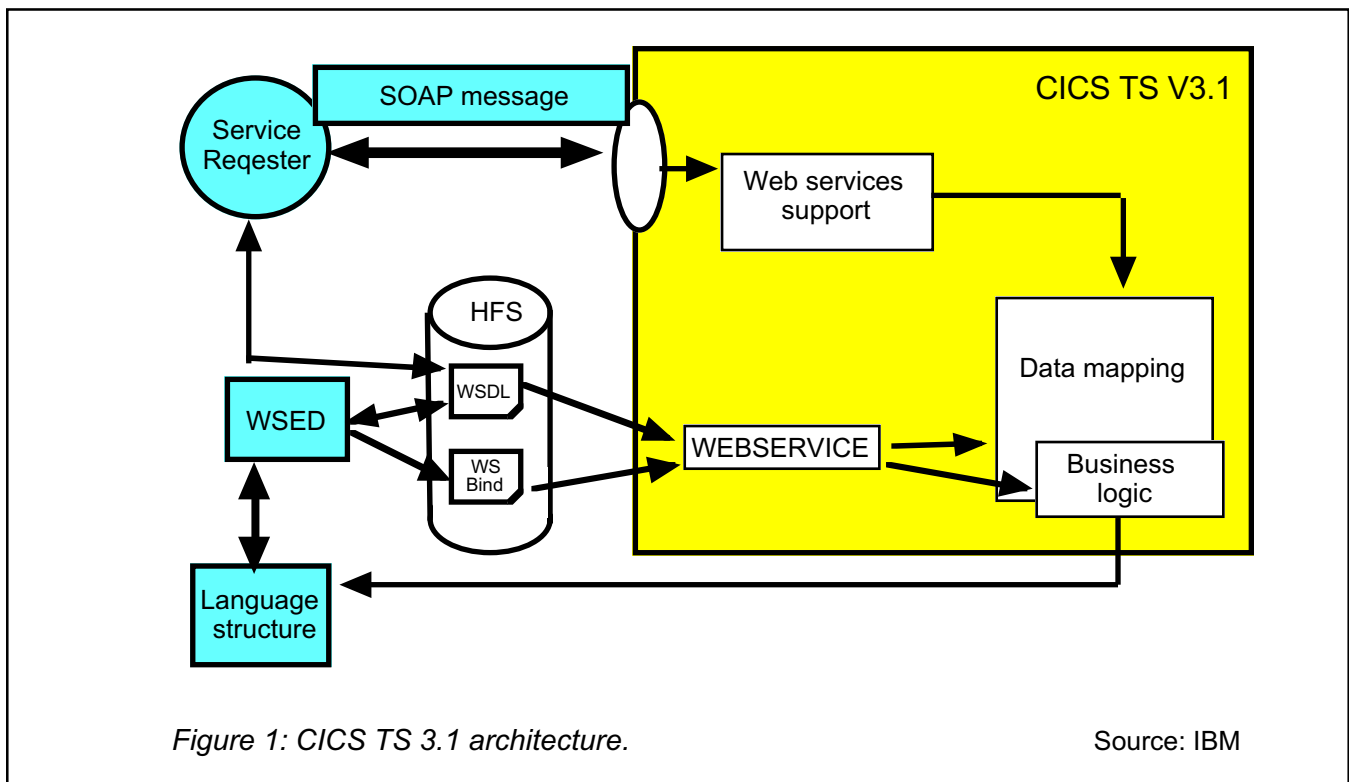 SOAP message
CICS TS V3.1
Service
Reqester
Web services
support
HFS
Data mapping
WSDL
WSED
WEBSERVICE
WS
Bind
Business
logic
Language
structure
Figure 1: CICS TS 3.1 architecture.
Source: IBM